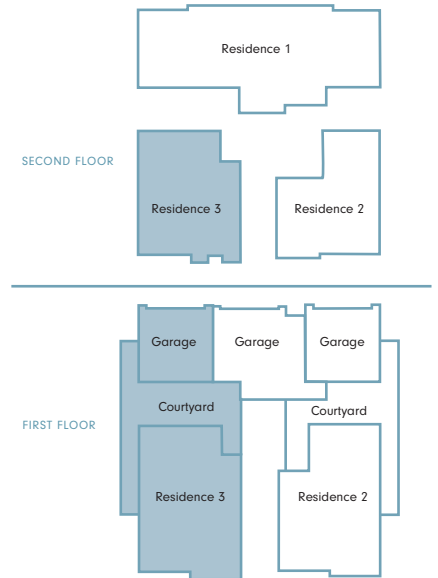 Residence 1
SECOND FLOOR
Residence 3
Residence 2
Garage
Garage
Garage
Courtyard
Courtyard
FIRST FLOOR
Residence 3
Residence 2